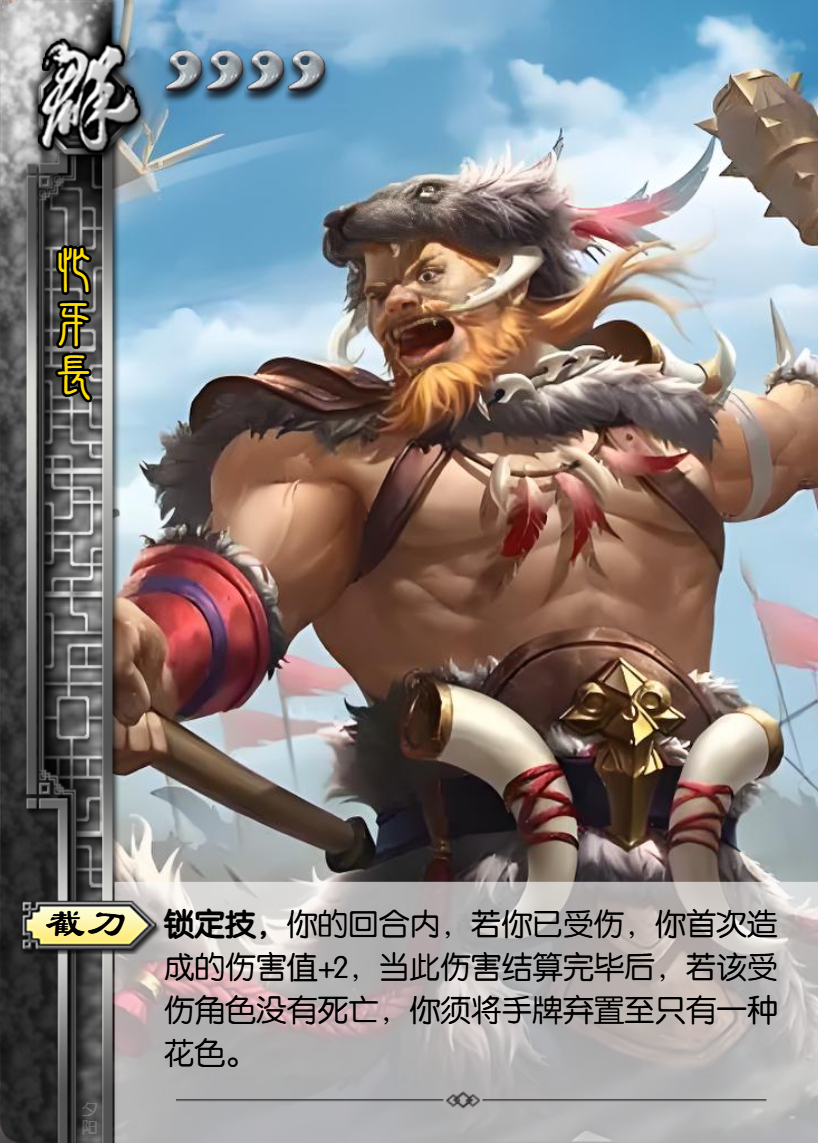 群
忙牙長
截刀
锁定技，你的回合内，若你已受伤，你首次造
成的伤害值+2，当此伤害结算完毕后，若该受
伤角色没有死亡，你须将手牌弃置至只有一种
花色。
夕阳